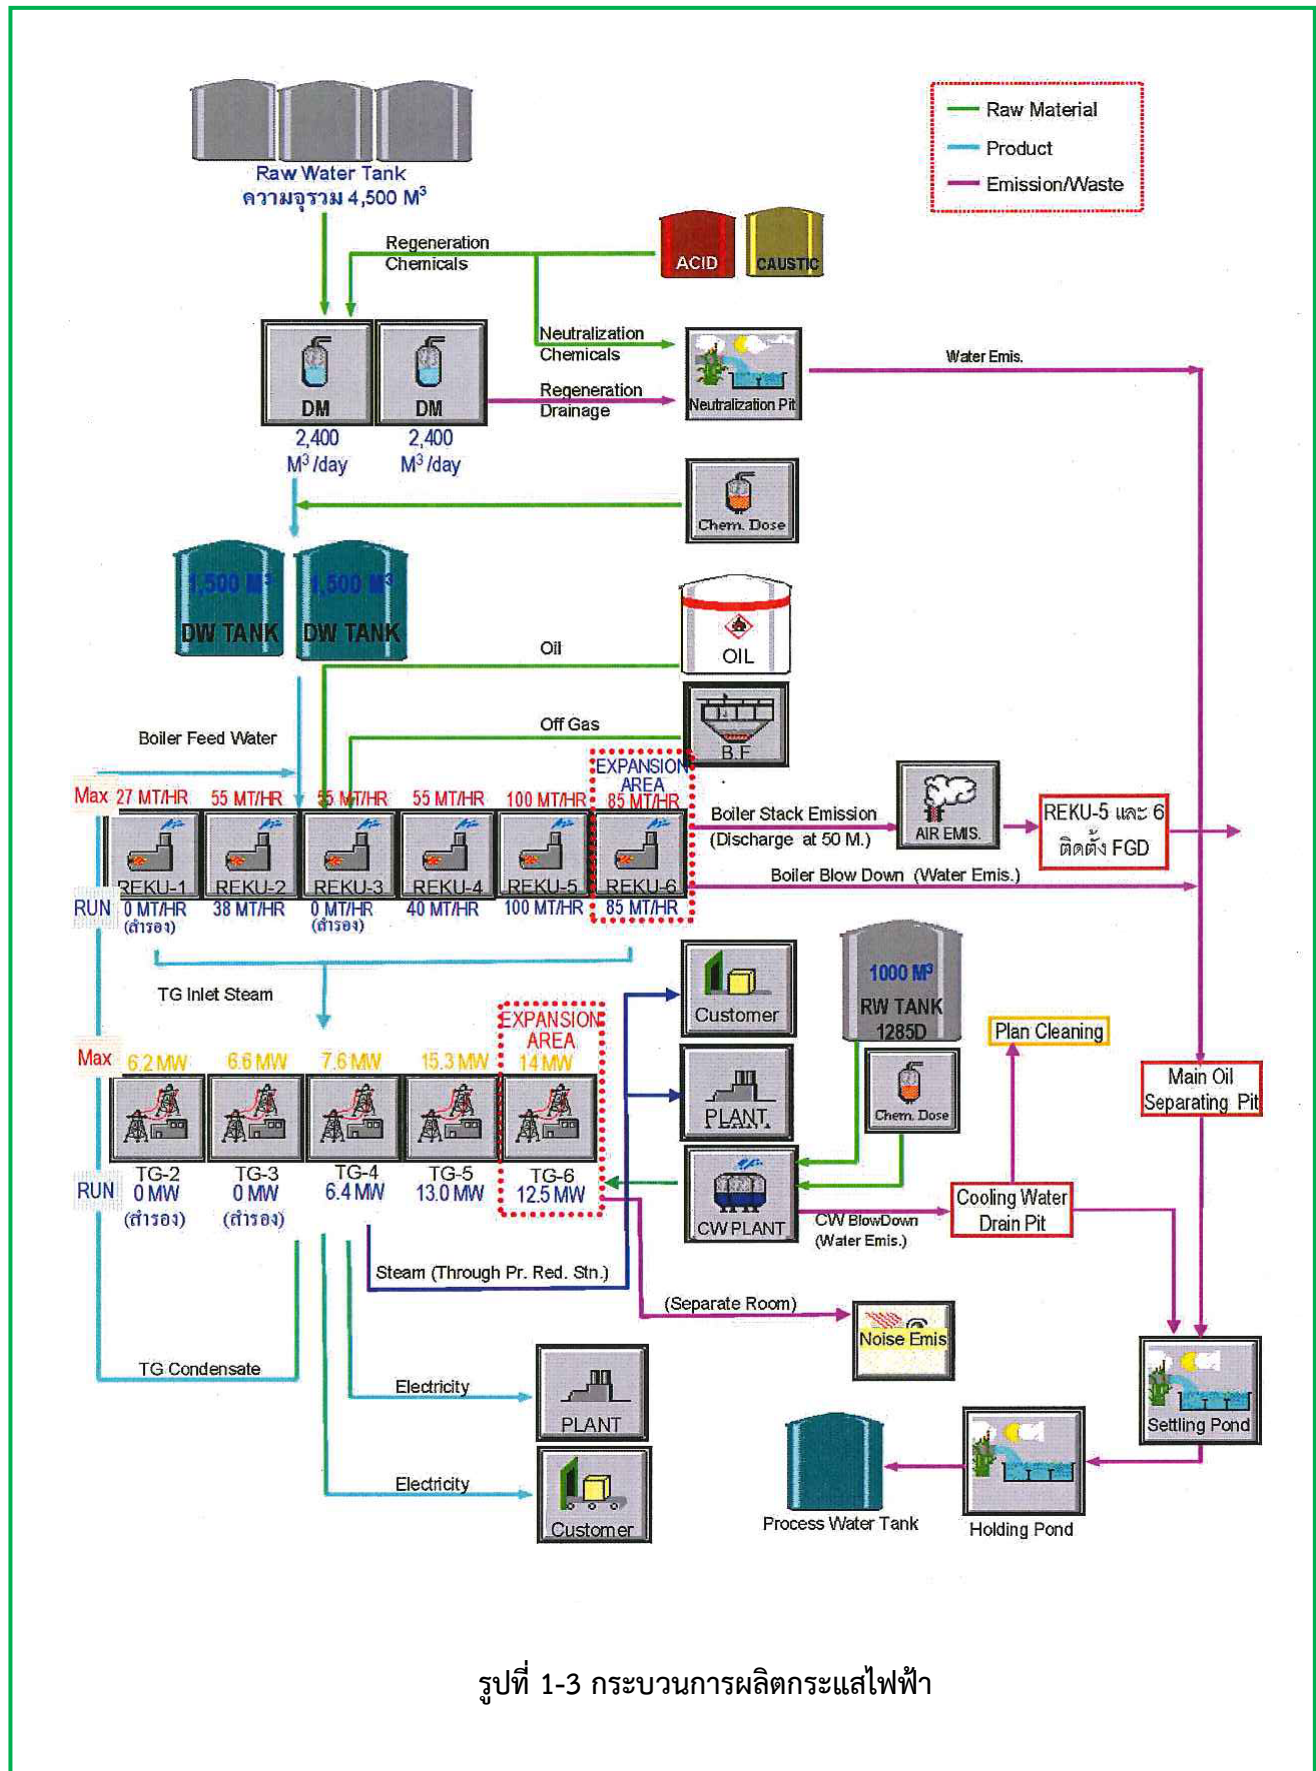 Raw Material
Product
Emission/Waste
Raw Water Tank
ความจุรวม 4,500 M³
Regeneration
Chemicals
ACID
CAUSTIC
Neutralization
Chemicals
Water Emis.
DM
DM
Regeneration
Drainage
Neutralization Pit
2,400
M³/day
2,400
M³/day
Chem. Dose
1,500 M³
DW TANK
1,500 M³
DW TANK
Oil
OIL
Off Gas
B.F
Boiler Feed Water
EXPANSION
AREA
Max 27 MT/HR 55 MT/HR 55 MT/HR 55 MT/HR 100 MT/HR 85 MT/HR
REKU-1 REKU-2 REKU-3 REKU-4 REKU-5 REKU-6
RUN 0 MT/HR 38 MT/HR 0 MT/HR 40 MT/HR 100 MT/HR 85 MT/HR
(สำรอง) (สำรอง)
Boiler Stack Emission
(Discharge at 50 M.)
AIR EMIS.
REKU-5 และ 6
ติดตั้ง FGD
Boiler Blow Down (Water Emis.)
TG Inlet Steam
Customer
1000 M³
RW TANK
1285D
Plan Cleaning
EXPANSION
AREA
Max 6.2 MW 6.6 MW 7.6 MW 15.3 MW 14 MW
PLANT
Chem. Dose
Main Oil
Separating Pit
TG-2 TG-3 TG-4 TG-5 TG-6
RUN 0 MW 0 MW 6.4 MW 13.0 MW 12.5 MW
(สำรอง) (สำรอง)
CW PLANT
CW BlowDown
(Water Emis.)
Cooling Water
Drain Pit
Steam (Through Pr. Red. Stn.)
(Separate Room)
Noise Emis
TG Condensate
Electricity
PLANT
Settling Pond
Electricity
Customer
Process Water Tank
Holding Pond
รูปที่ 1-3 กระบวนการผลิตกระแสไฟฟ้า